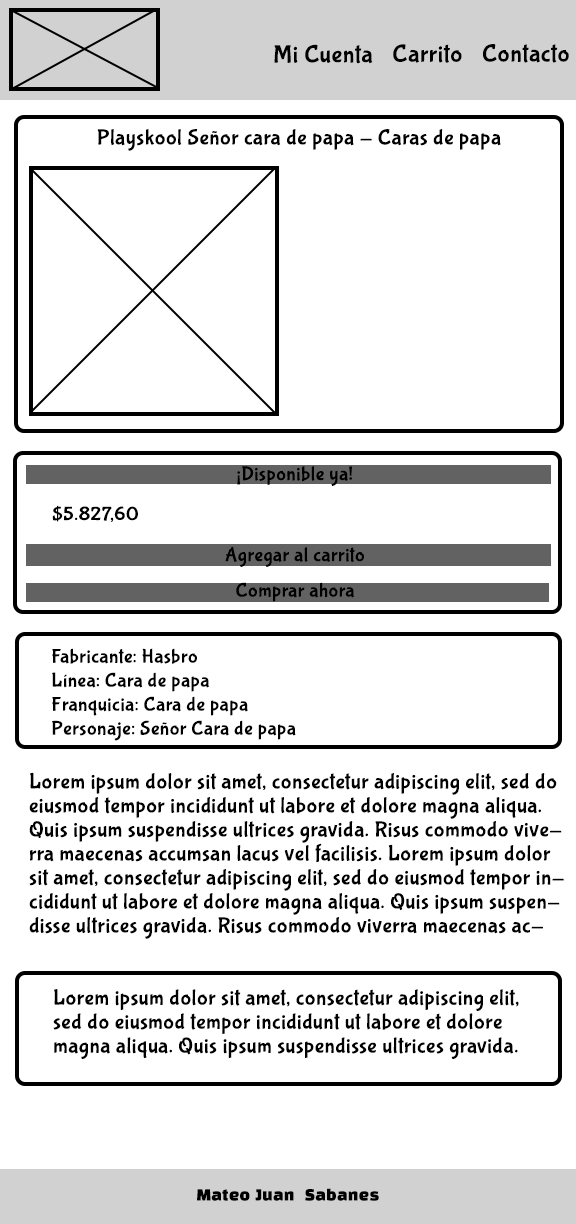 Mi Cuenta Carrito Contacto
Playskool Señor cara de papa - Caras de papa
¡Disponible ya!
$5.827,60
Agregar al carrito
Comprar ahora
Fabricante: Hasbro
Línea: Cara de papa
Franquicia: Cara de papa
Personaje: Señor Cara de papa
Lorem ipsum dolor sit amet, consectetur adipiscing elit, sed do
eiusmod tempor incididunt ut labore et dolore magna aliqua.
Quis ipsum suspendisse ultrices gravida. Risus commodo vive-
rra maecenas accumsan lacus vel facilisis. Lorem ipsum dolor
sit amet, consectetur adipiscing elit, sed do eiusmod tempor in-
cididunt ut labore et dolore magna aliqua. Quis ipsum suspen-
disse ultrices gravida. Risus commodo viverra maecenas ac-
Lorem ipsum dolor sit amet, consectetur adipiscing elit,
sed do eiusmod tempor incididunt ut labore et dolore
magna aliqua. Quis ipsum suspendisse ultrices gravida.
Mateo Juan Sabanes